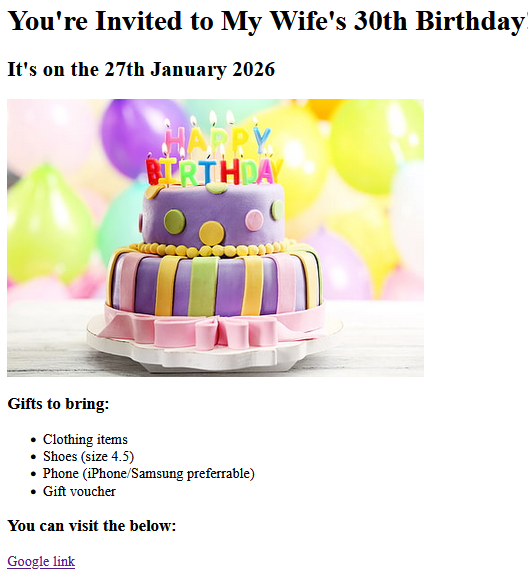 You're Invited to My Wife's 30th Birthday!
It's on the 27th January 2026
HAPPY
BIRTHDAY
Gifts to bring:
Clothing items
Shoes (size 4.5)
Phone (iPhone/Samsung preferrable)
Gift voucher
You can visit the below:
Google link